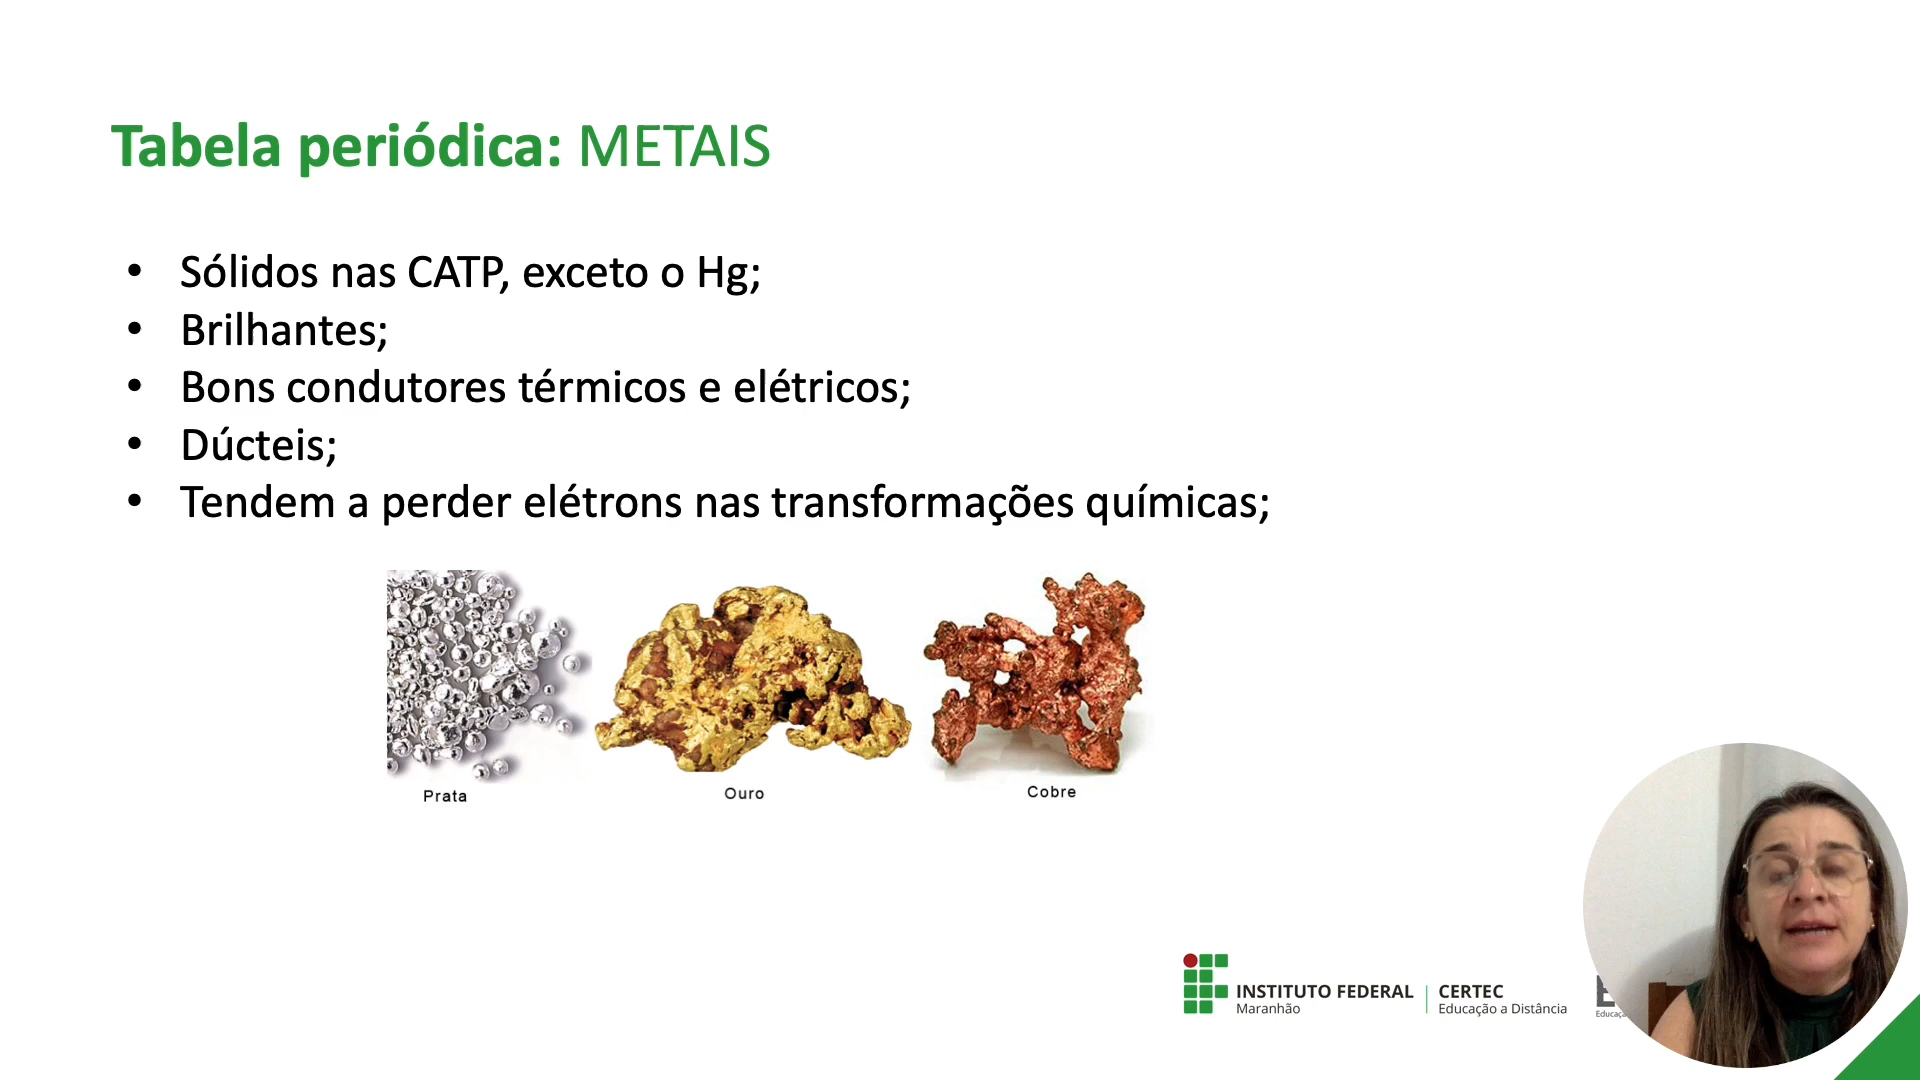 Tabela periódica: METAIS
• Sólidos nas CATP, exceto o Hg;
• Brilhantes;
• Bons condutores térmicos e elétricos;
• Dúcteis;
• Tendem a perder elétrons nas transformações químicas;
Prata
Ouro
Cobre
INSTITUTO FEDERAL
Maranhão
CERTEC
Educação a Distância